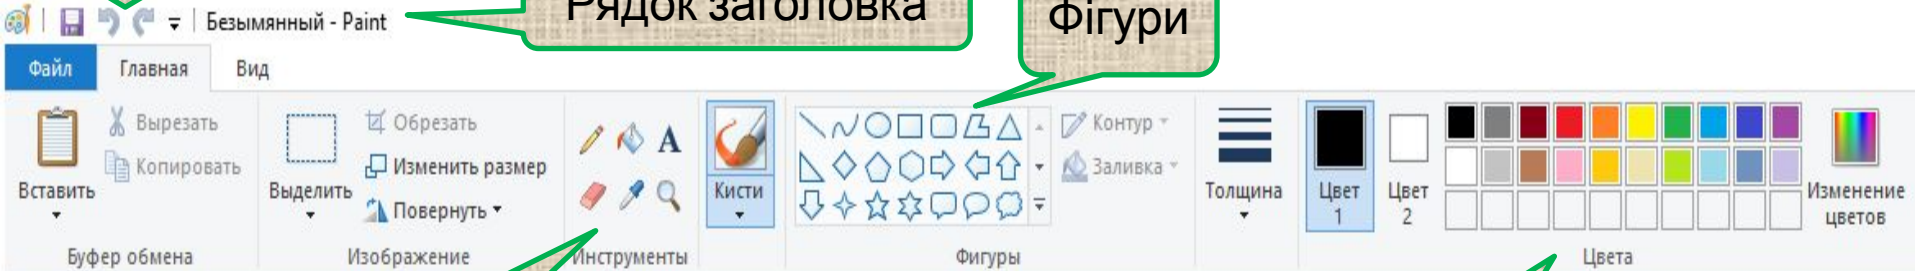 Рядок заголовка
Фігури
Безымянный - Paint
Файл Главная Вид
Вставить
Вырезать
Копировать
Буфер обмена
Выделить
Обрезать
Изменить размер
Повернуть
Изображение
A
Инструменты
Кисти
Контур
Заливка
Фигуры
Толщина
Цвет
1
Цвет
2
Изменение
цветов
Цвета